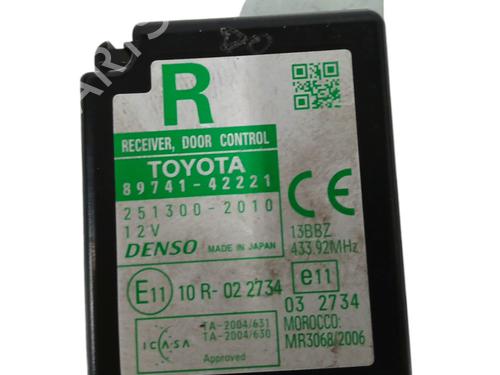 R
RECEIVER, DOOR CONTROL
TOYOTA
89741-42221
251300-2010
12V
DENSO MADE IN JAPAN
CE
13BBZ
433.92MHz
E11 10 R-02 2734
e11
03 2734
ICASA
TA-2004/631
TA-2004/630
Approved
MOROCCO:
MR3068/2006